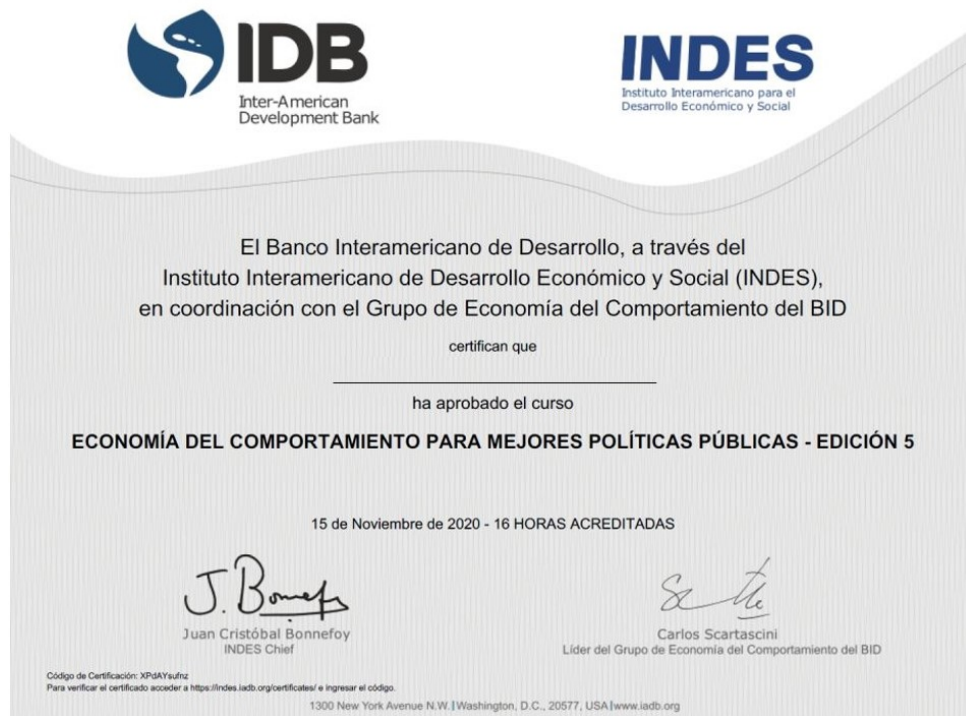 IDB
Inter-American
Development Bank
INDES
Instituto Interamericano para el
Desarrollo Económico y Social
El Banco Interamericano de Desarrollo, a través del
Instituto Interamericano de Desarrollo Económico y Social (INDES),
en coordinación con el Grupo de Economía del Comportamiento del BID
certifican que
ha aprobado el curso
ECONOMÍA DEL COMPORTAMIENTO PARA MEJORES POLÍTICAS PÚBLICAS - EDICIÓN 5
15 de Noviembre de 2020 - 16 HORAS ACREDITADAS
J. Bonnefoy
Juan Cristóbal Bonnefoy
INDES Chief
Carlos Scartascini
Líder del Grupo de Economía del Comportamiento del BID
Código de Certificación: XPdAYsufnz
Para verificar el certificado acceder a https://indes.iadb.org/certificates/ e ingresar el código.
1300 New York Avenue N.W.|Washington, D.C., 20577, USA|www.iadb.org